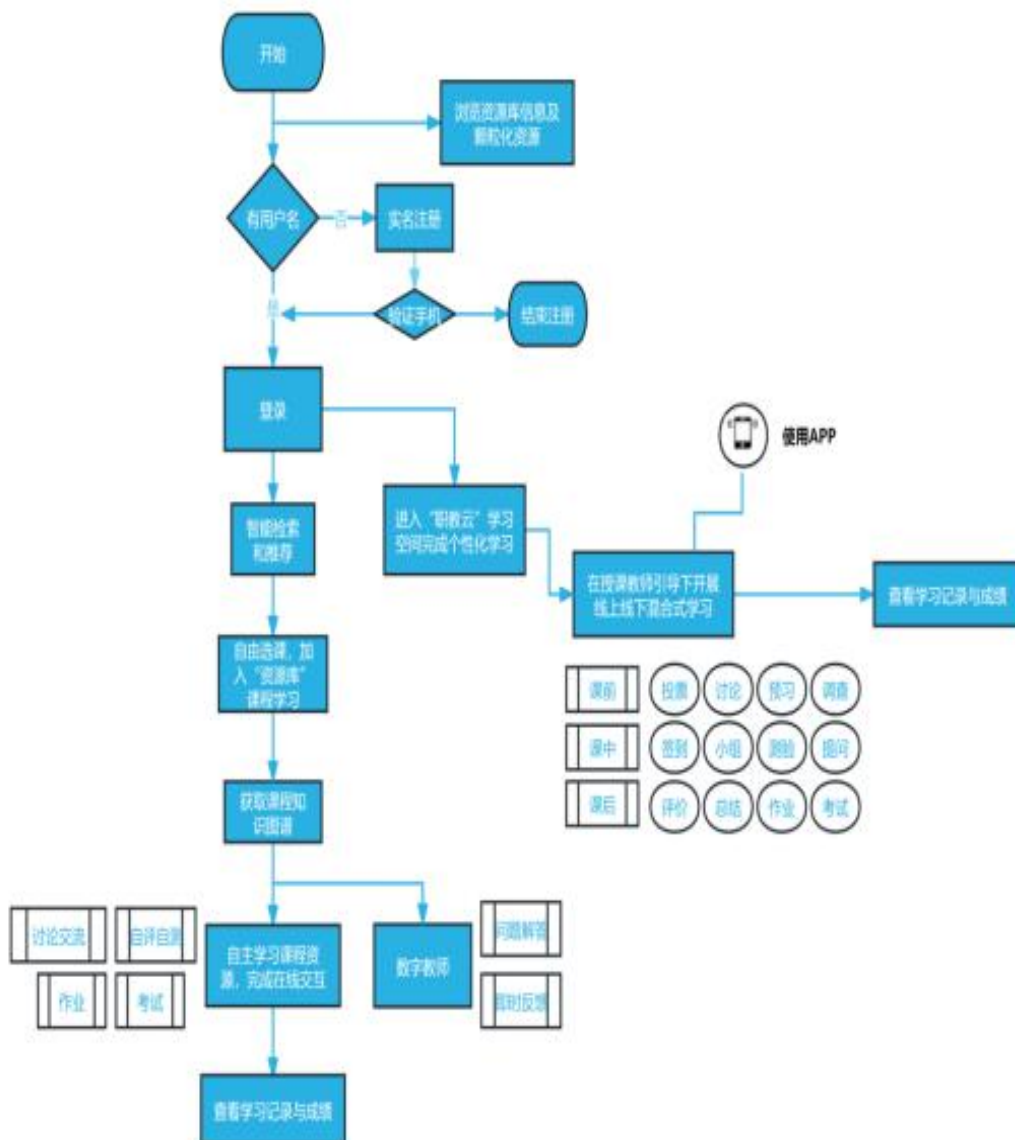 开始
浏览资源库信息及
颗粒化资源
有用户名
否
实名注册
是
验证手机
结束注册
登录
使用APP
智能检索
和推荐
进入“职教云”学习
空间完成个性化学习
在授课教师引导下开展
线上线下混合式学习
查看学习记录与成绩
自由选课，加
入“资源库”
课程学习
课前
投票
讨论
预习
调查
课中
签到
小组
测验
提问
课后
评价
总结
作业
考试
获取课程知
识图谱
讨论交流
自评自测
作业
考试
自主学习课程资
源，完成在线交互
数字教师
问题解答
即时反馈
查看学习记录与成绩